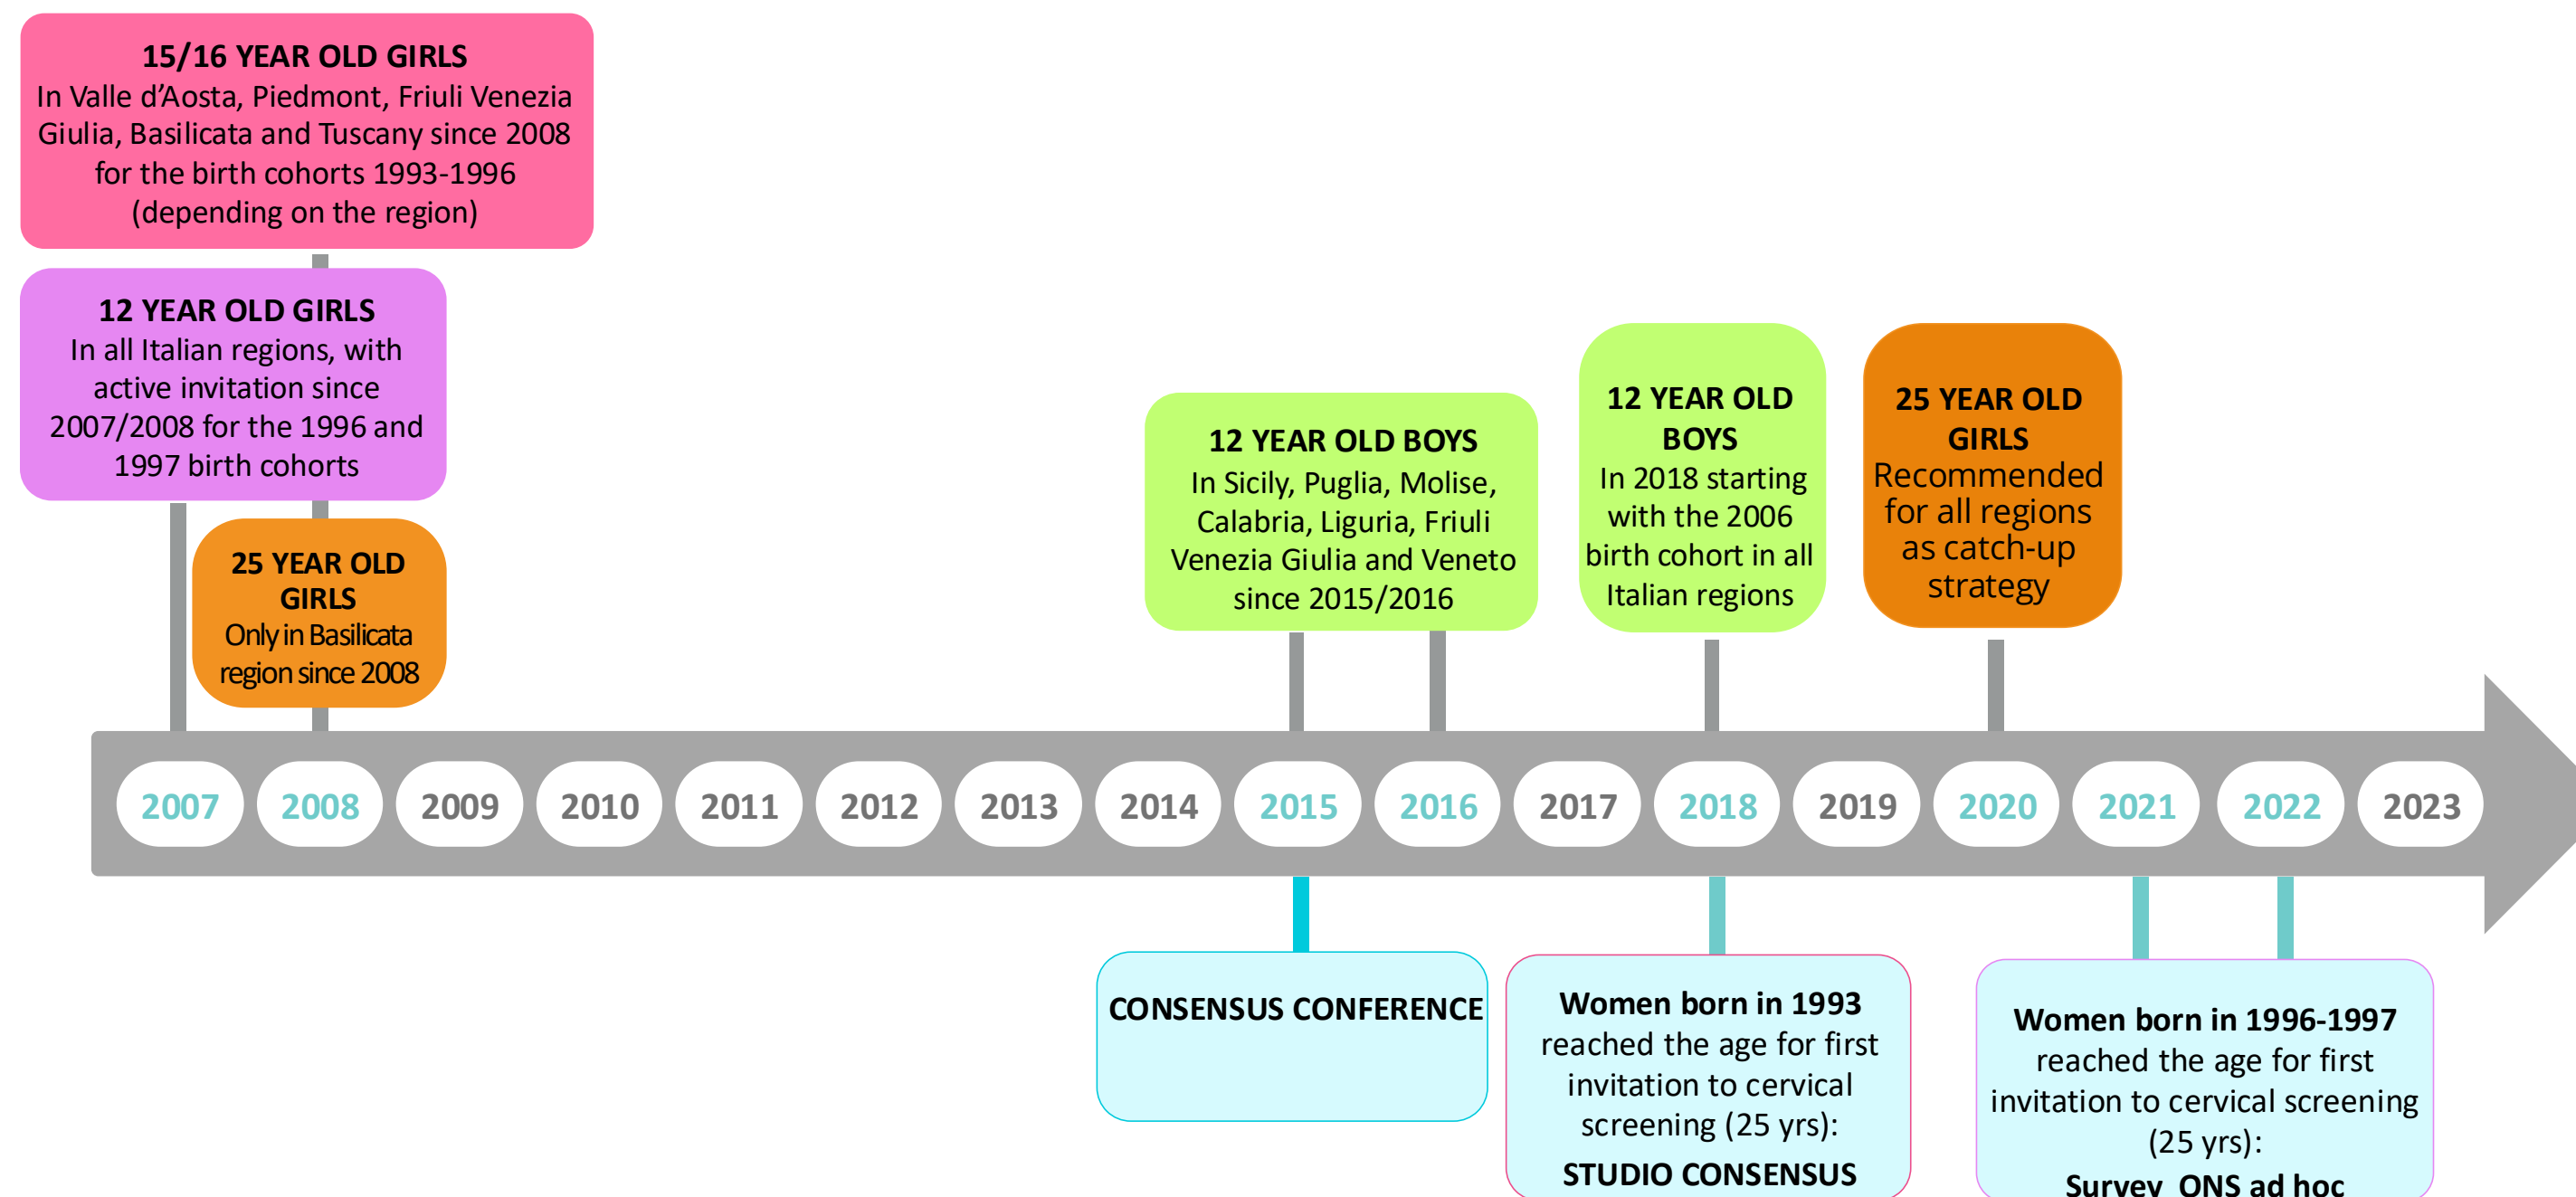 15/16 YEAR OLD GIRLS
In Valle d’Aosta, Piedmont, Friuli Venezia
Giulia, Basilicata and Tuscany since 2008
for the birth cohorts 1993-1996
(depending on the region)
12 YEAR OLD GIRLS
In all Italian regions, with
active invitation since
2007/2008 for the 1996 and
1997 birth cohorts
25 YEAR OLD
GIRLS
Only in Basilicata
region since 2008
12 YEAR OLD BOYS
In Sicily, Puglia, Molise,
Calabria, Liguria, Friuli
Venezia Giulia and Veneto
since 2015/2016
12 YEAR OLD
BOYS
In 2018 starting
with the 2006
birth cohort in all
Italian regions
25 YEAR OLD
GIRLS
Recommended
for all regions
as catch-up
strategy
2007 2008 2009 2010 2011 2012 2013 2014 2015 2016 2017 2018 2019 2020 2021 2022 2023
CONSENSUS CONFERENCE
Women born in 1993
reached the age for first
invitation to cervical
screening (25 yrs):
STUDIO CONSENSUS
Women born in 1996-1997
reached the age for first
invitation to cervical screening
(25 yrs):
Survey ONS ad hoc